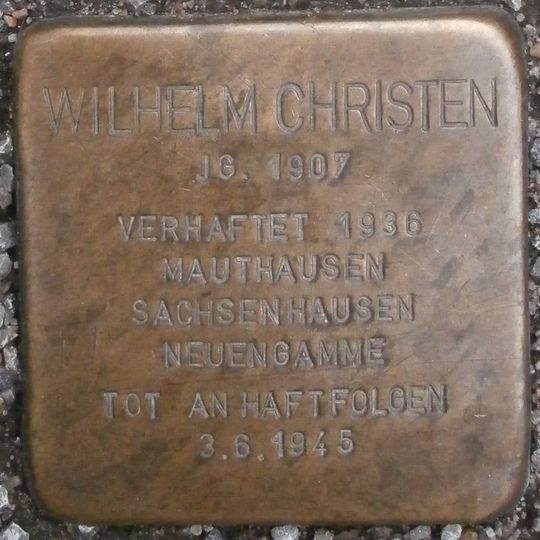 WILHELM CHRISTEN
JG. 1907
VERHAFTET 1936
MAUTHAUSEN
SACHSENHAUSEN
NEUENGAMME
TOT AN HAFTFOLGEN
3.6.1945